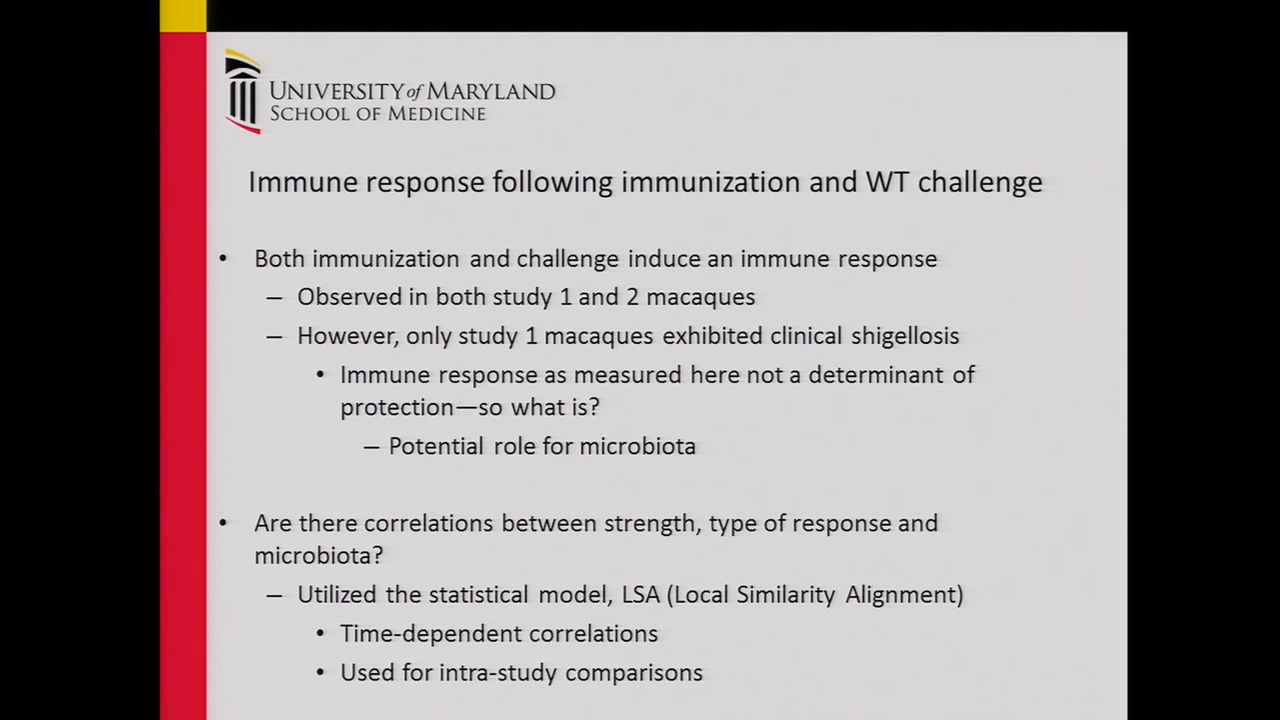 UNIVERSITY of MARYLAND
SCHOOL OF MEDICINE
Immune response following immunization and WT challenge
• Both immunization and challenge induce an immune response
– Observed in both study 1 and 2 macaques
– However, only study 1 macaques exhibited clinical shigellosis
• Immune response as measured here not a determinant of
protection—so what is?
– Potential role for microbiota
• Are there correlations between strength, type of response and
microbiota?
– Utilized the statistical model, LSA (Local Similarity Alignment)
• Time-dependent correlations
• Used for intra-study comparisons